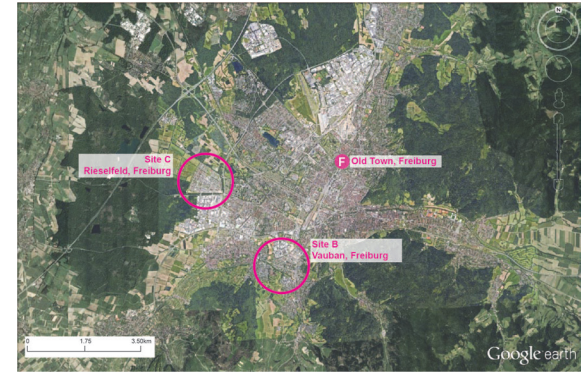 N
Site C
Rieselfeld, Freiburg
F Old Town, Freiburg
Site B
Vauban, Freiburg
0 1.75 3.50km
Google earth